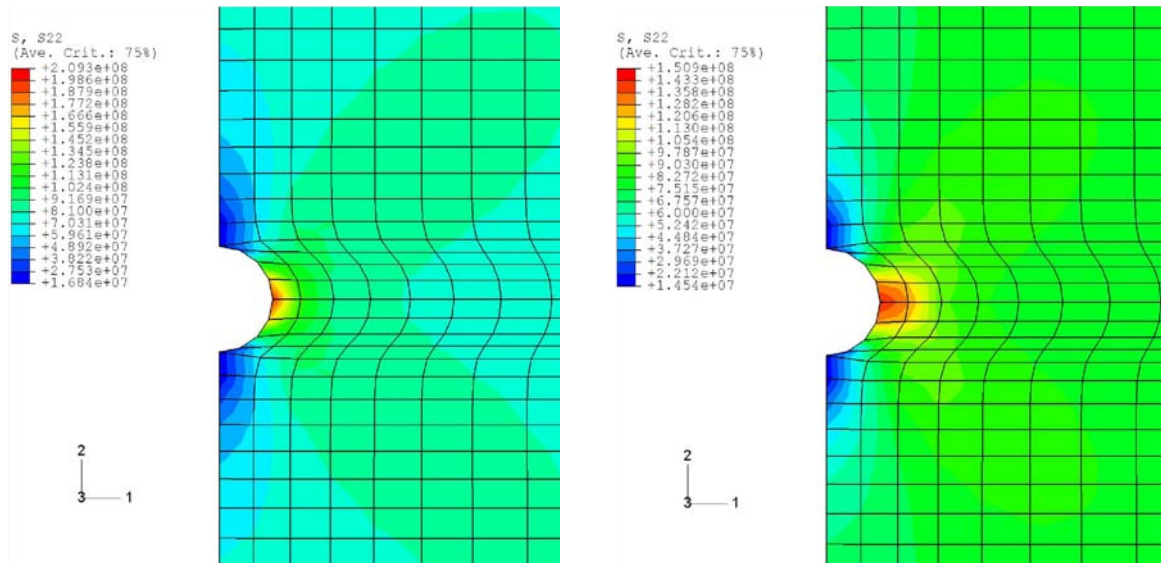 S, S22
(Ave. Crit.: 75%)
+2.093e+08
+1.986e+08
+1.879e+08
+1.772e+08
+1.666e+08
+1.559e+08
+1.452e+08
+1.345e+08
+1.238e+08
+1.131e+08
+1.024e+08
+9.169e+07
+8.100e+07
+7.031e+07
+5.961e+07
+4.892e+07
+3.822e+07
+2.753e+07
+1.684e+07
2
3
1
S, S22
(Ave. Crit.: 75%)
+1.509e+08
+1.433e+08
+1.358e+08
+1.282e+08
+1.206e+08
+1.130e+08
+1.054e+08
+9.787e+07
+9.030e+07
+8.272e+07
+7.515e+07
+6.757e+07
+6.000e+07
+5.242e+07
+4.484e+07
+3.727e+07
+2.969e+07
+2.212e+07
+1.454e+07
2
3
1